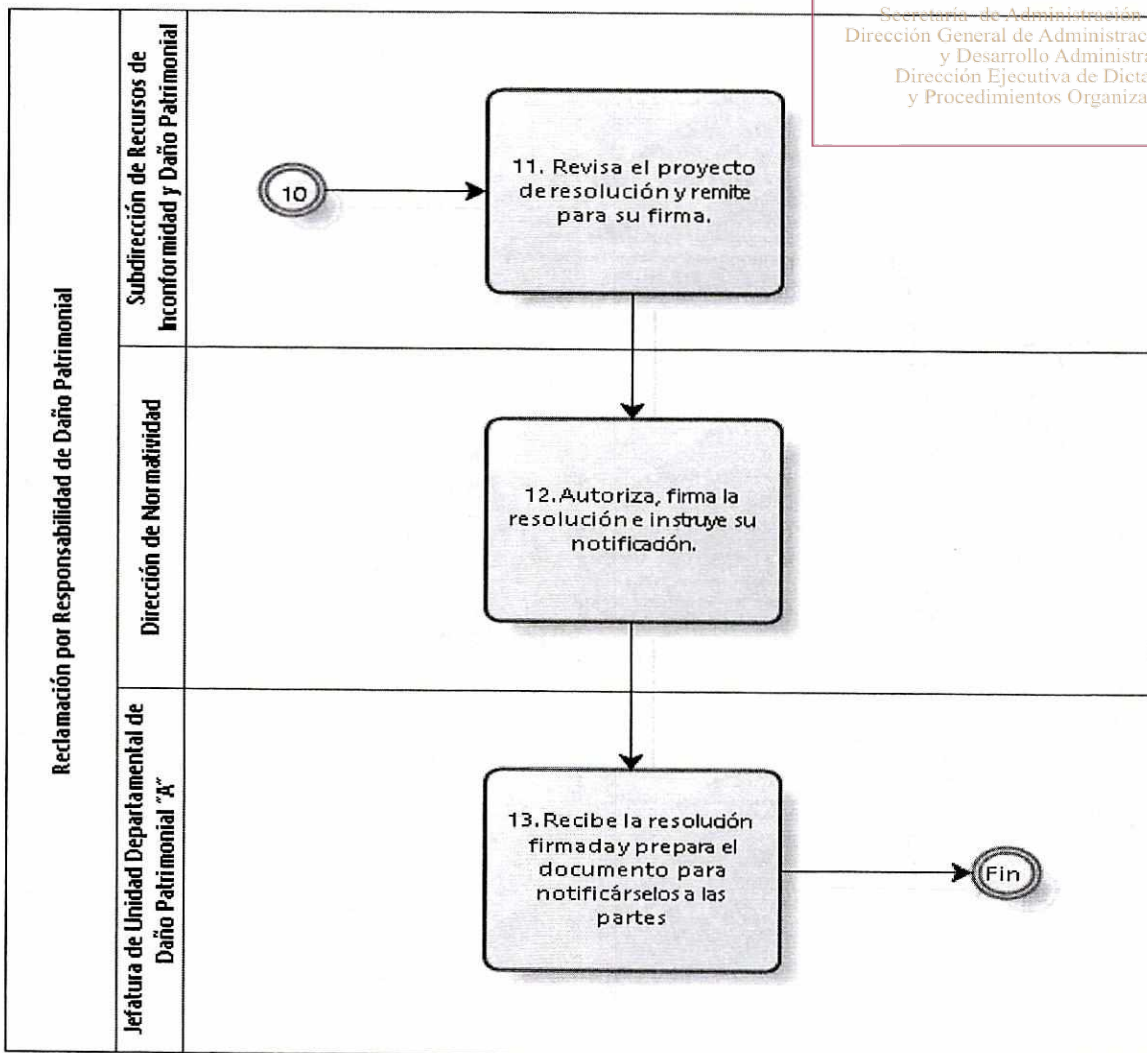 Secretaría de Administración
Dirección General de Administrac
y Desarrollo Administra
Dirección Ejecutiva de Dicta
y Procedimientos Organiza
Reclamación por Responsabilidad de Daño Patrimonial
Subdirección de Recursos de
Inconformidad y Daño Patrimonial
10
11. Revisa el proyecto
de resolución y remite
para su firma.
Dirección de Normatividad
12. Autoriza, firma la
resolución e instruye su
notificación.
Jefatura de Unidad Departamental de
Daño Patrimonial "A"
13. Recibe la resolución
firmada y prepara el
documento para
notificárselos a las
partes
Fin